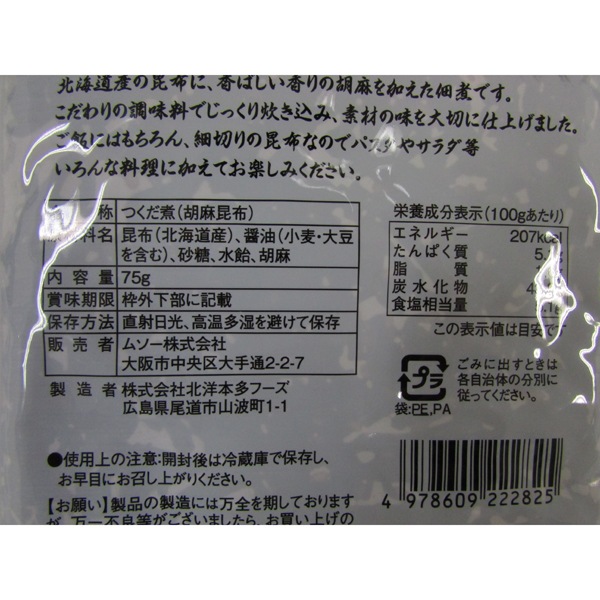 北海道産の昆布に、香ばしい香りの胡麻を加えた佃煮です。
こだわりの調味料でじっくり炊き込み、素材の味を大切に仕上げました。
ご飯にはもちろん、細切りの昆布なのでパスタやサラダ等
いろんな料理に加えてお楽しみください。
称 つくだ煮(胡麻昆布)
料名 昆布(北海道産)、醤油(小麦・大豆
を含む)、砂糖、水飴、胡麻
内容量 75g
賞味期限 枠外下部に記載
保存方法 直射日光、高温多湿を避けて保存
販売者 ムソー株式会社
大阪市中央区大手通2-2-7
製造者 株式会社北洋本多フーズ
広島県尾道市山波町1-1
栄養成分表示(100gあたり)
エネルギー 207kcal
たんぱく質 5.
脂質
炭水化物 4
食塩相当量
この表示値は目安です
プラ
袋:PE,PA
ごみに出すときは
各自治体の分別に
従ってください。
●使用上の注意:開封後は冷蔵庫で保存し、
お早目にお召し上がりください。
【お願い】製品の製造には万全を期しております
が、万一不良等がございましたら、お買い上げの
4 978609 222825